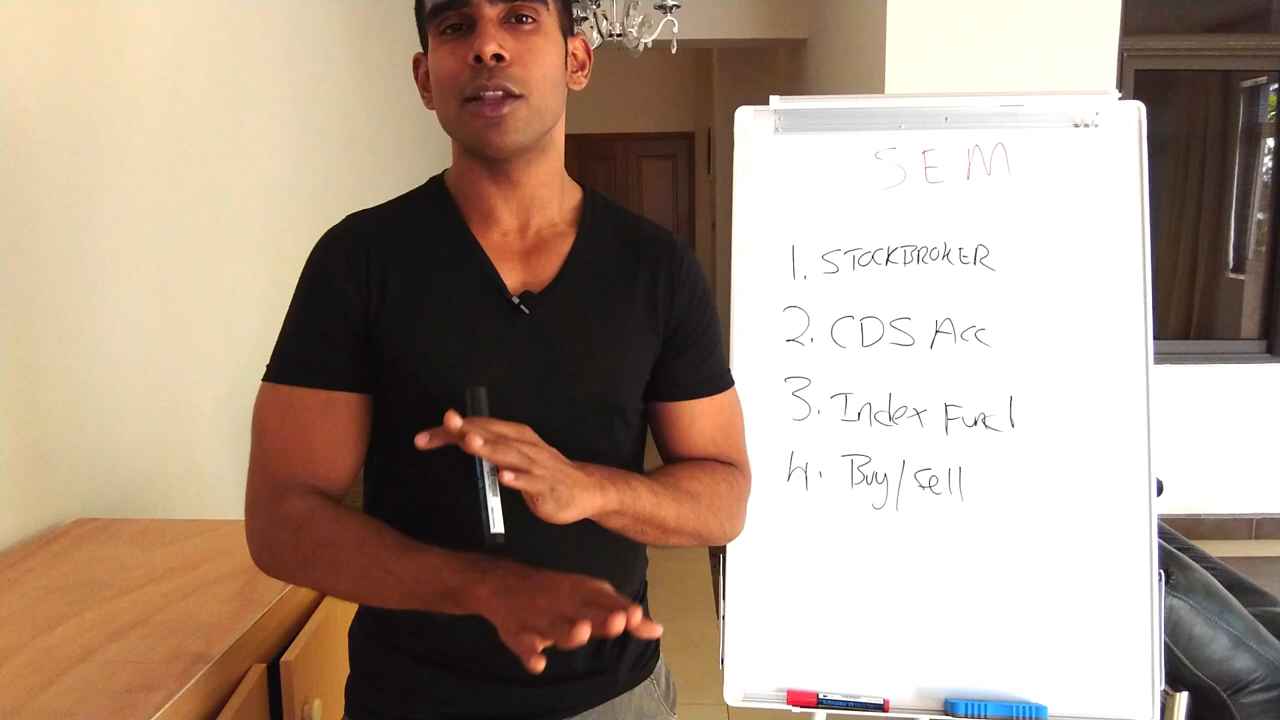 SEM
1. STOCKBROKER
2. CDS Acc
3. Index Fund
4. Buy/Sell